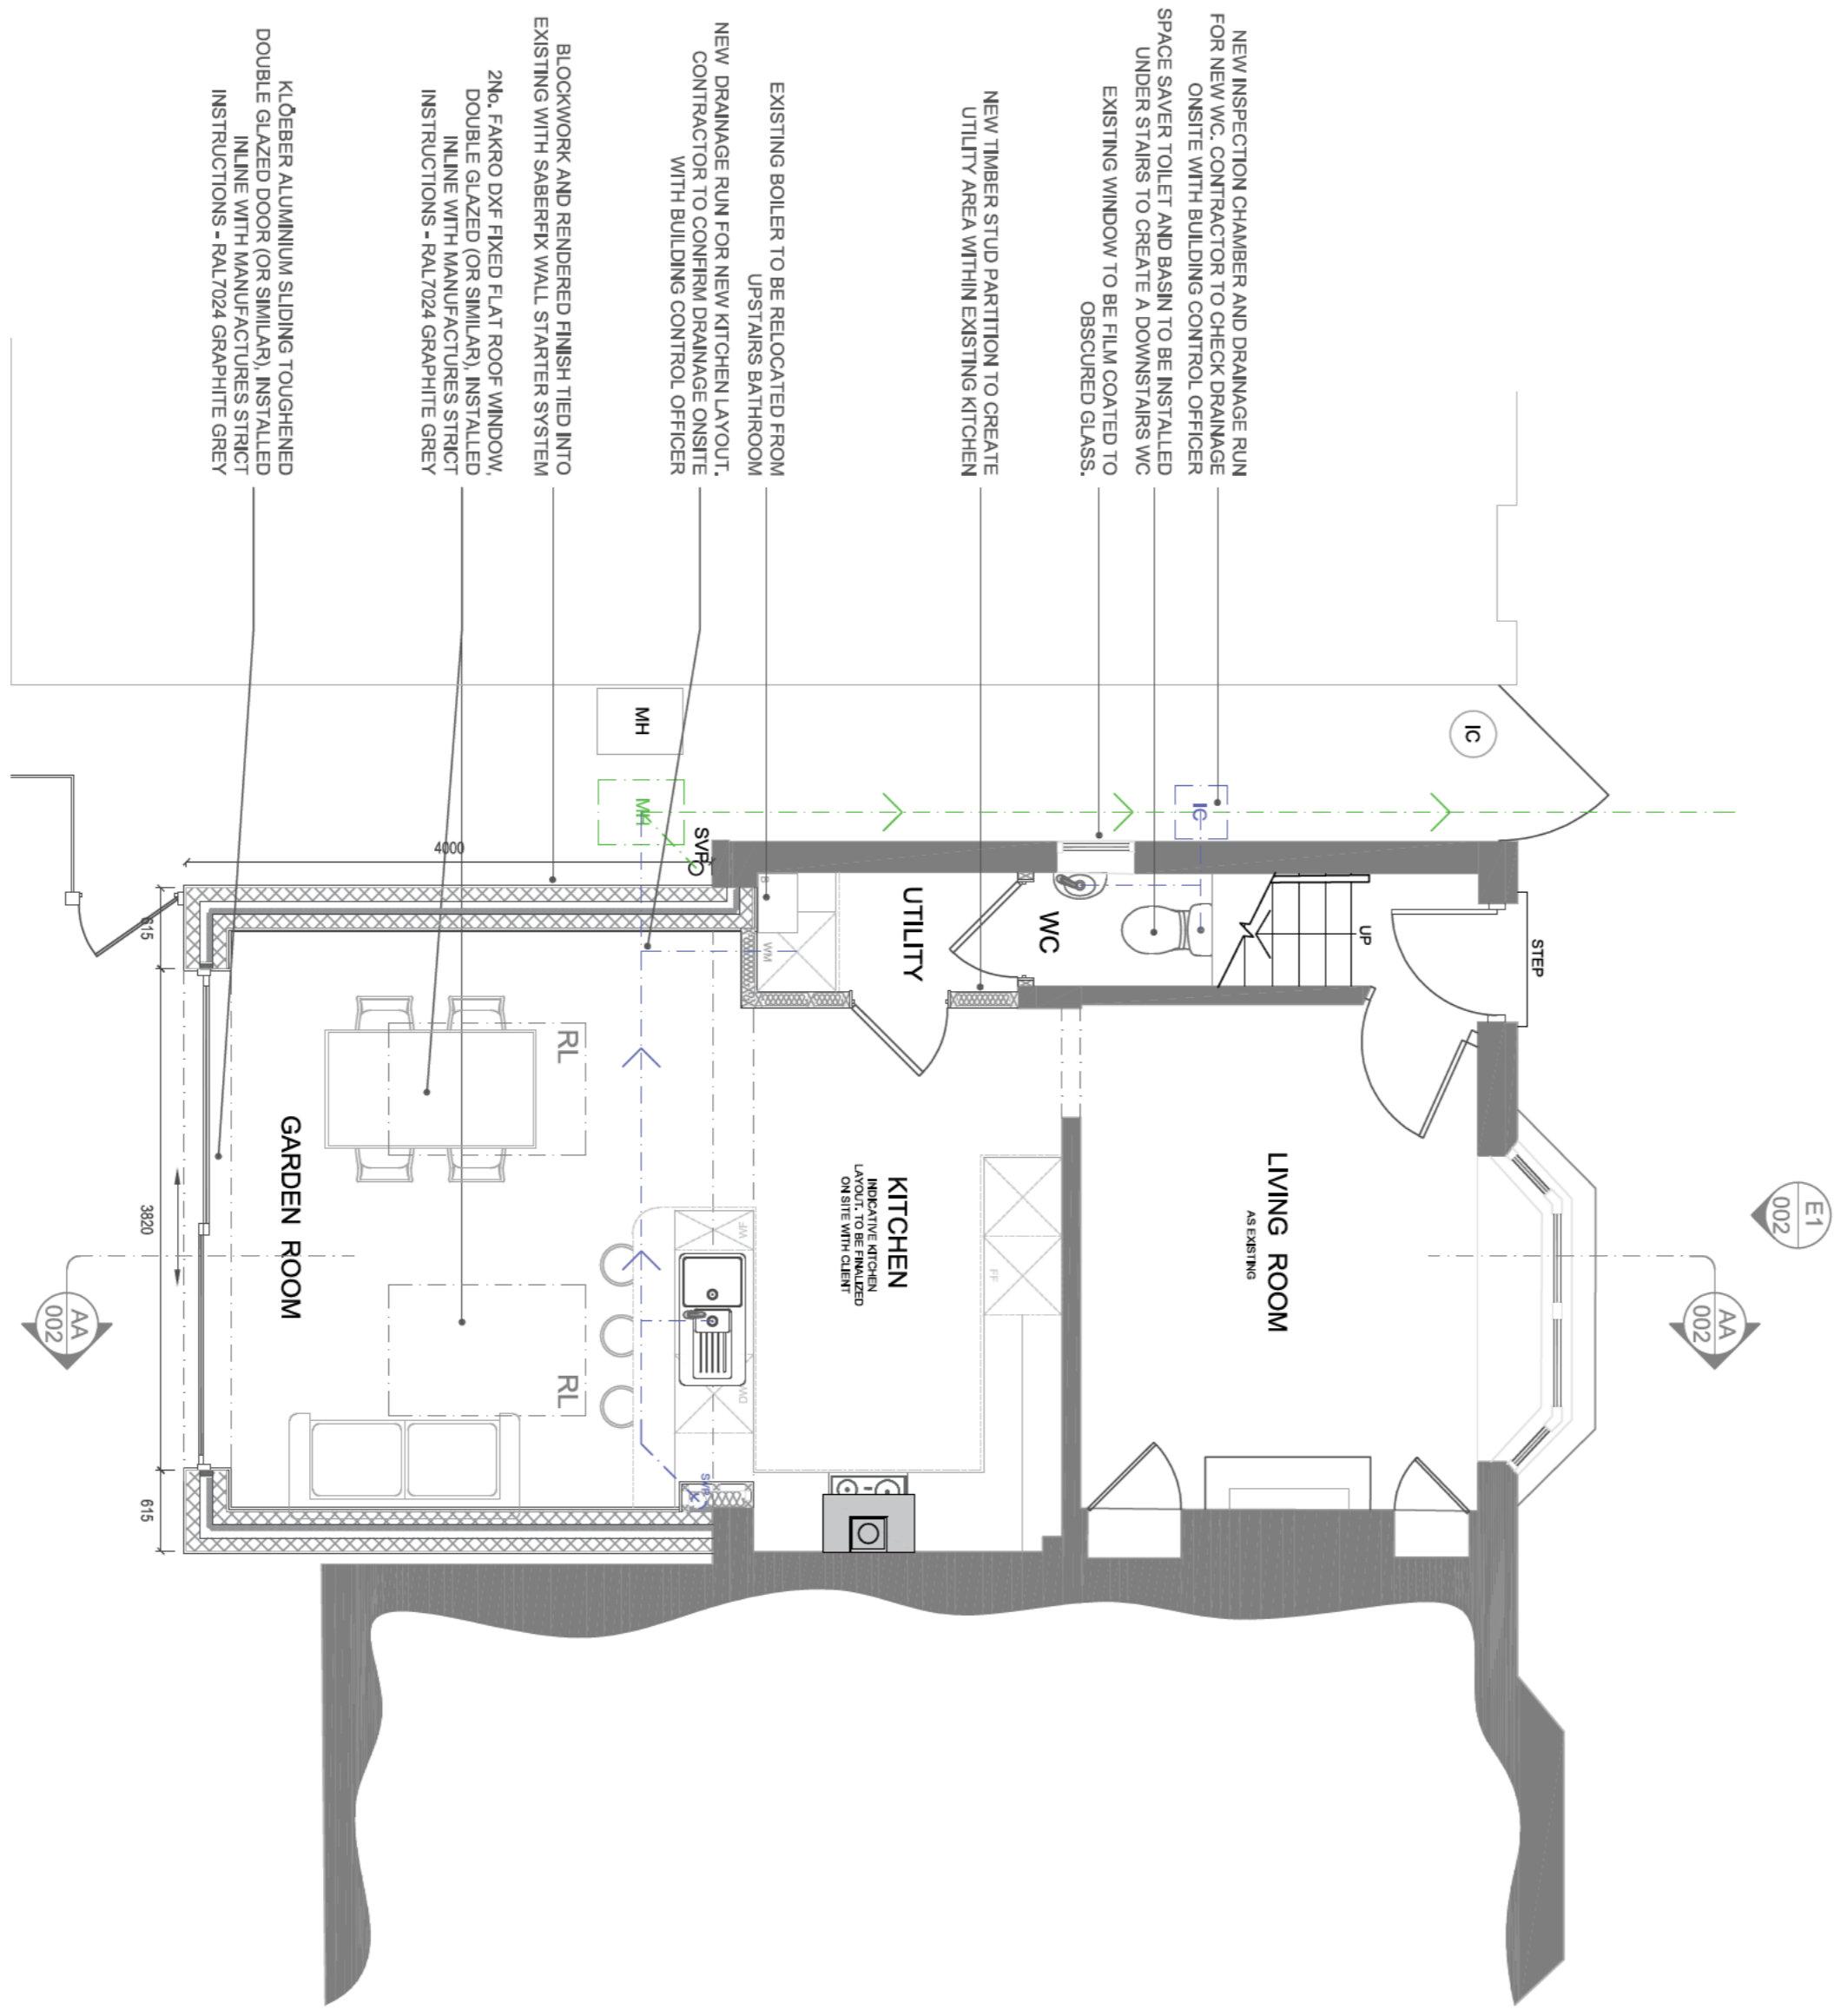 NEW INSPECTION CHAMBER AND DRAINAGE RUN
FOR NEW WC. CONTRACTOR TO CHECK DRAINAGE
ONSITE WITH BUILDING CONTROL OFFICER
SPACE SAVER TOILET AND BASIN TO BE INSTALLED
UNDER STAIRS TO CREATE A DOWNSTAIRS WC
EXISTING WINDOW TO BE FILM COATED TO
OBSCURED GLASS.
NEW TIMBER STUD PARTITION TO CREATE
UTILITY AREA WITHIN EXISTING KITCHEN
EXISTING BOILER TO BE RELOCATED FROM
UPSTAIRS BATHROOM
NEW DRAINAGE RUN FOR NEW KITCHEN LAYOUT.
CONTRACTOR TO CONFIRM DRAINAGE ONSITE
WITH BUILDING CONTROL OFFICER
BLOCKWORK AND RENDERED FINISH TIED INTO
EXISTING WITH SABERFIX WALL STARTER SYSTEM
2No. FAKRO DXF FIXED FLAT ROOF WINDOW,
DOUBLE GLAZED (OR SIMILAR), INSTALLED
INLINE WITH MANUFACTURES STRICT
INSTRUCTIONS - RAL7024 GRAPHITE GREY
KLÖEBER ALUMINIUM SLIDING TOUGHENED
DOUBLE GLAZED DOOR (OR SIMILAR), INSTALLED
INLINE WITH MANUFACTURES STRICT
INSTRUCTIONS - RAL7024 GRAPHITE GREY
IC
MH
IC
MH
SVP
STEP
UP
WC
UTILITY
B
WM
4000
615
3820
615
RL
RL
GARDEN ROOM
KITCHEN
INDICATIVE KITCHEN
LAYOUT. TO BE FINALIZED
ON SITE WITH CLIENT
WF
DW
FF
SVP
LIVING ROOM
AS EXISTING
E1
002
AA
002
AA
002